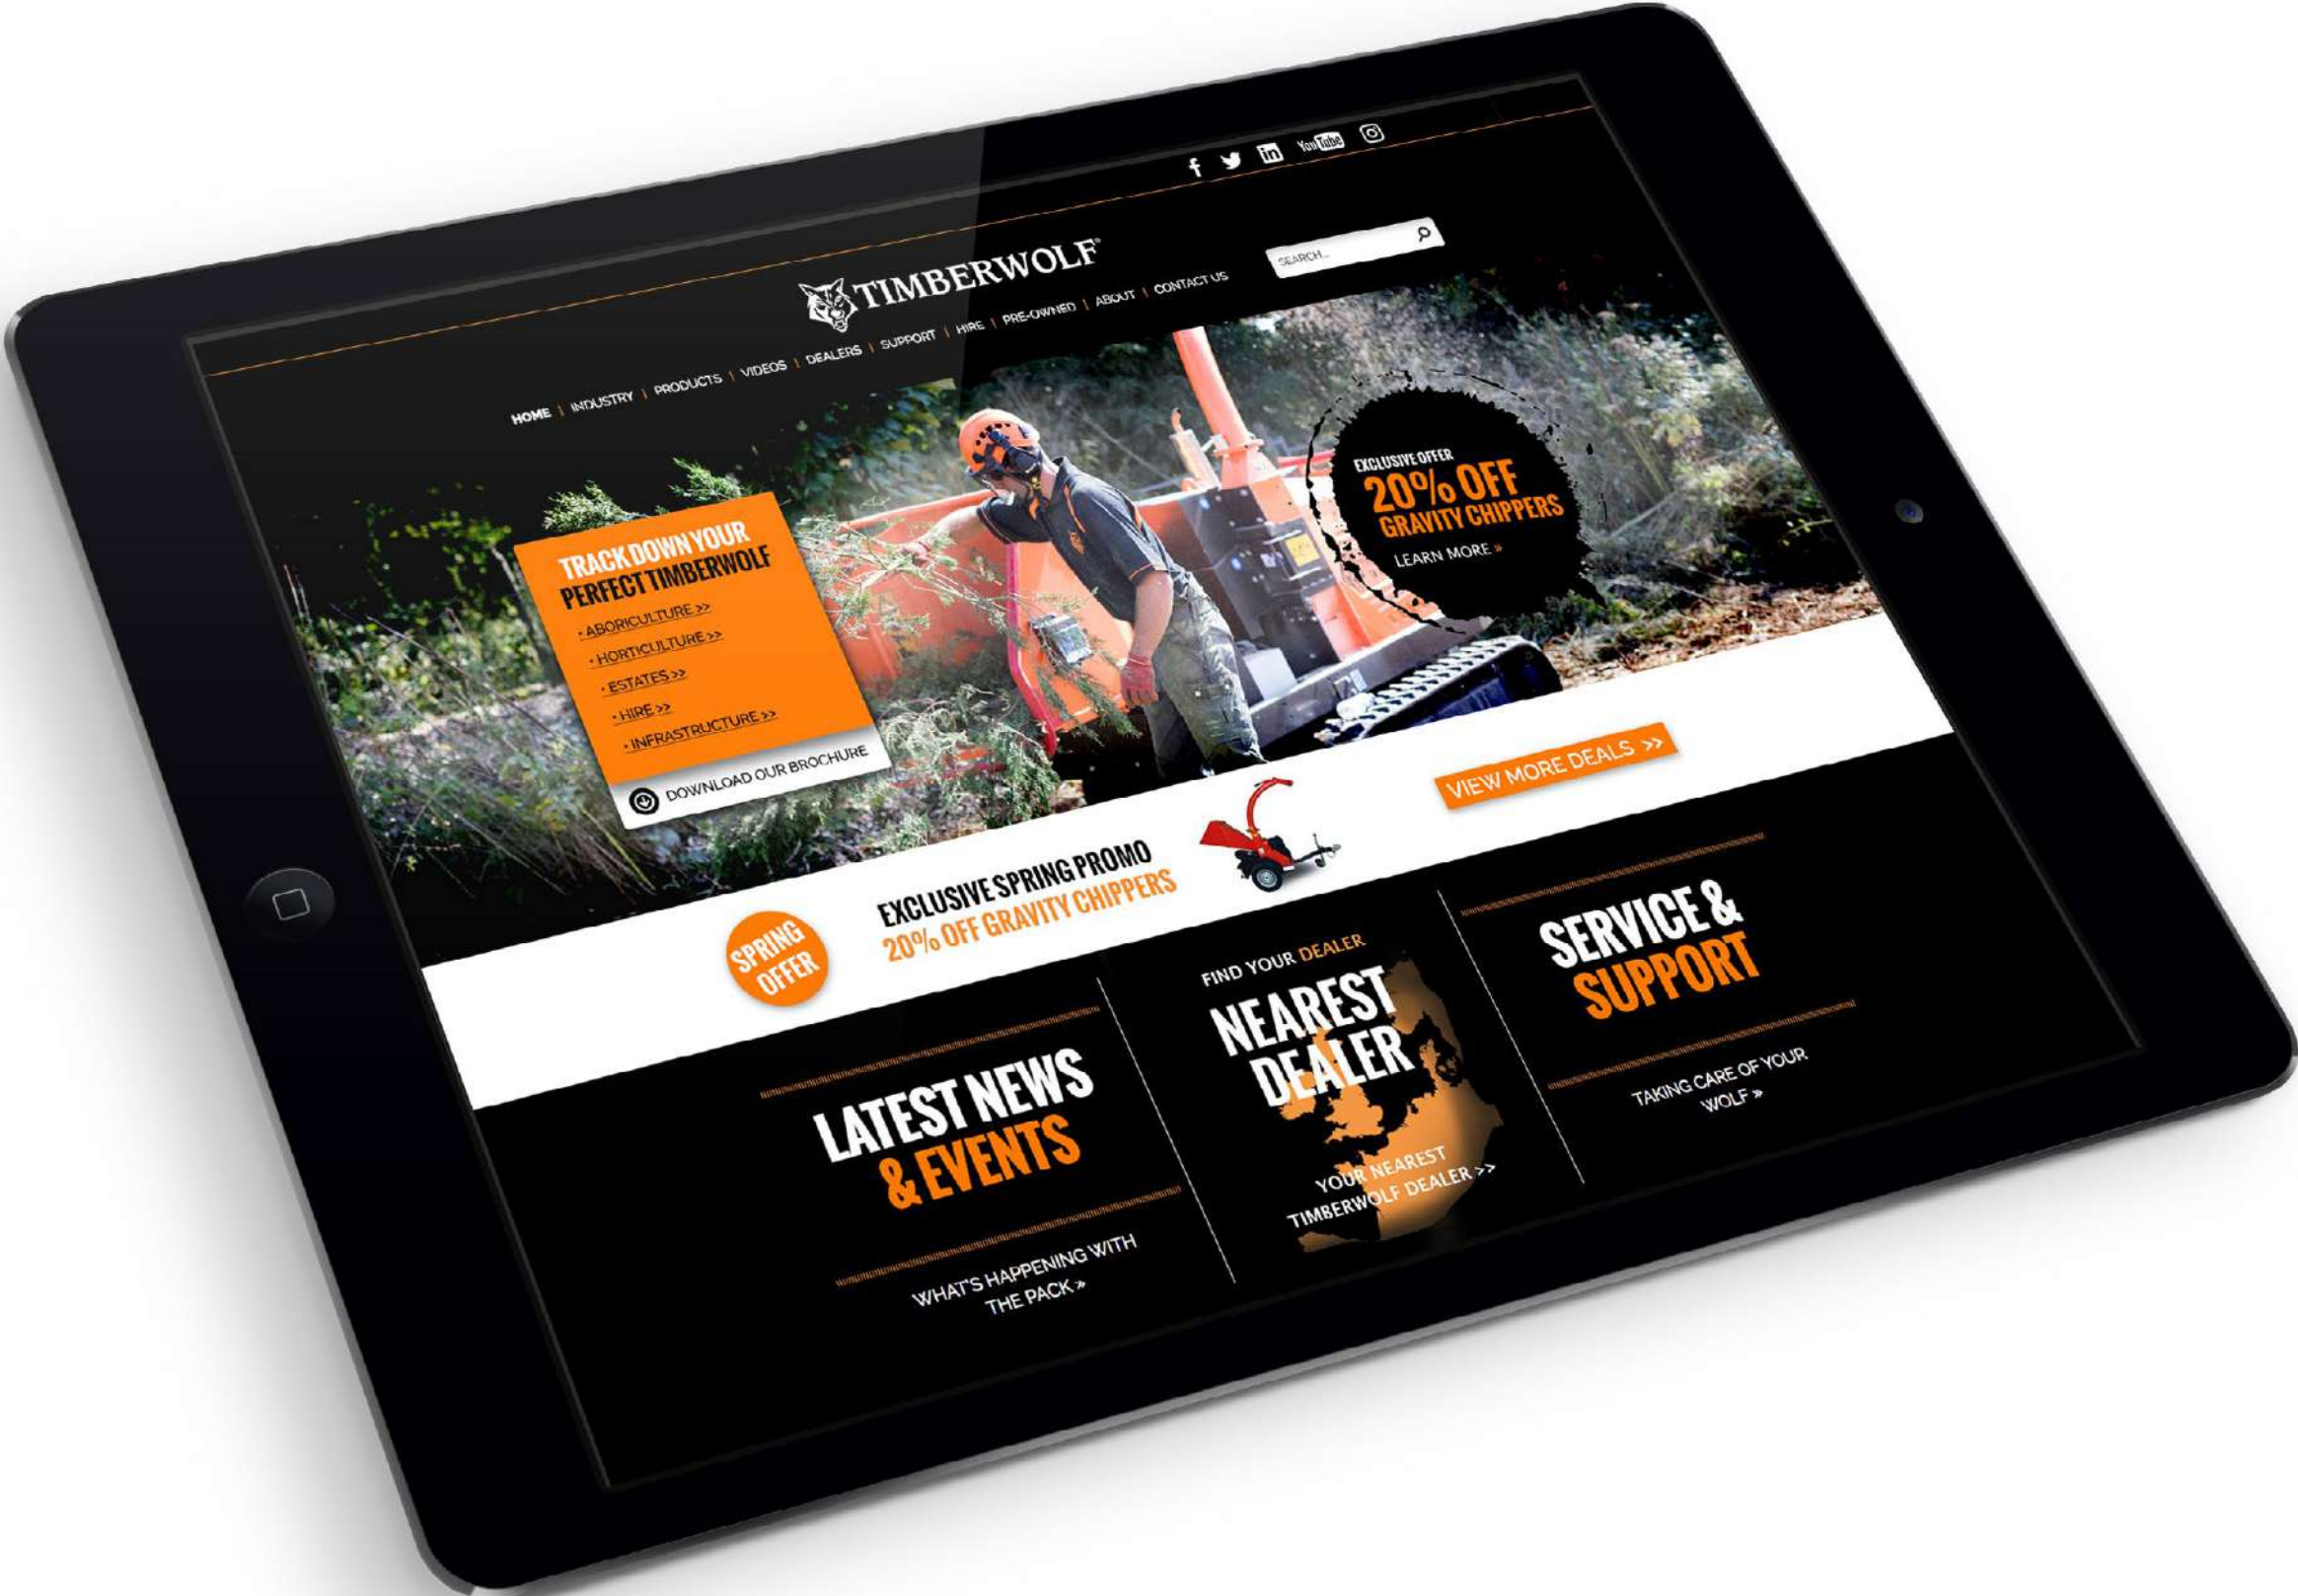 f in You Tube
TIMBERWOLF®
SEARCH...
HOME | INDUSTRY | PRODUCTS | VIDEOS | DEALERS | SUPPORT | HIRE | PRE-OWNED | ABOUT | CONTACT US
TRACK DOWN YOUR
PERFECT TIMBERWOLF
• ABORICULTURE >>
• HORTICULTURE >>
• ESTATES >>
• HIRE >>
• INFRASTRUCTURE >>
DOWNLOAD OUR BROCHURE
EXCLUSIVE OFFER
20% OFF
GRAVITY CHIPPERS
LEARN MORE »
SPRING
OFFER
EXCLUSIVE SPRING PROMO
20% OFF GRAVITY CHIPPERS
VIEW MORE DEALS >>
LATEST NEWS
& EVENTS
WHAT'S HAPPENING WITH
THE PACK »
FIND YOUR DEALER
NEAREST
DEALER
YOUR NEAREST
TIMBERWOLF DEALER >>
SERVICE &
SUPPORT
TAKING CARE OF YOUR
WOLF »